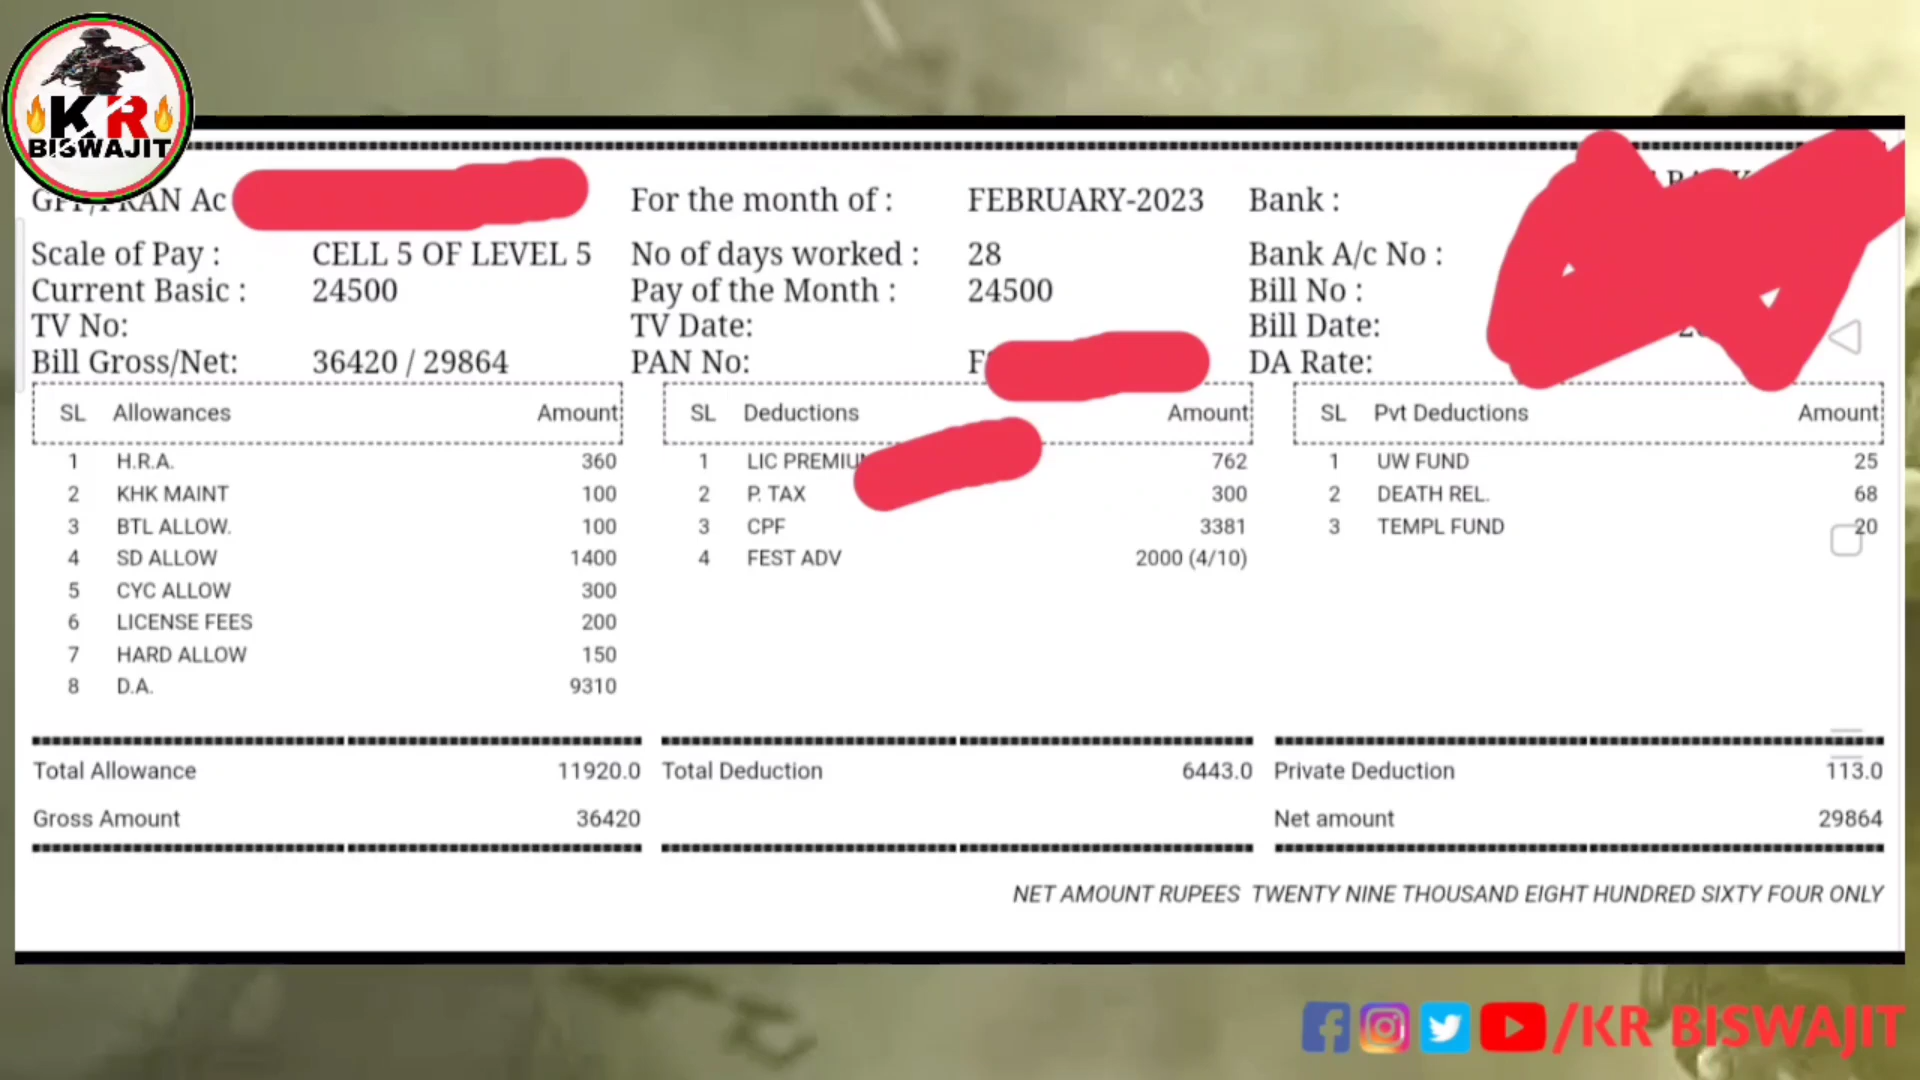 KR
BISWAJIT
GPF/PRAN Ac For the month of : FEBRUARY-2023 Bank :
Scale of Pay : CELL 5 OF LEVEL 5 No of days worked : 28 Bank A/c No :
Current Basic : 24500 Pay of the Month : 24500 Bill No :
TV No: TV Date: Bill Date:
Bill Gross/Net: 36420 / 29864 PAN No: DA Rate:
SL Allowances Amount SL Deductions Amount SL Pvt Deductions Amount
1 H.R.A. 360 1 LIC PREMIUM 762 1 UW FUND 25
2 KHK MAINT 100 2 P. TAX 300 2 DEATH REL. 68
3 BTL ALLOW. 100 3 CPF 3381 3 TEMPL FUND 20
4 SD ALLOW 1400 4 FEST ADV 2000 (4/10)
5 CYC ALLOW 300
6 LICENSE FEES 200
7 HARD ALLOW 150
8 D.A. 9310
Total Allowance 11920.0 Total Deduction 6443.0 Private Deduction 113.0
Gross Amount 36420 Net amount 29864
NET AMOUNT RUPEES TWENTY NINE THOUSAND EIGHT HUNDRED SIXTY FOUR ONLY
/KR BISWAJIT